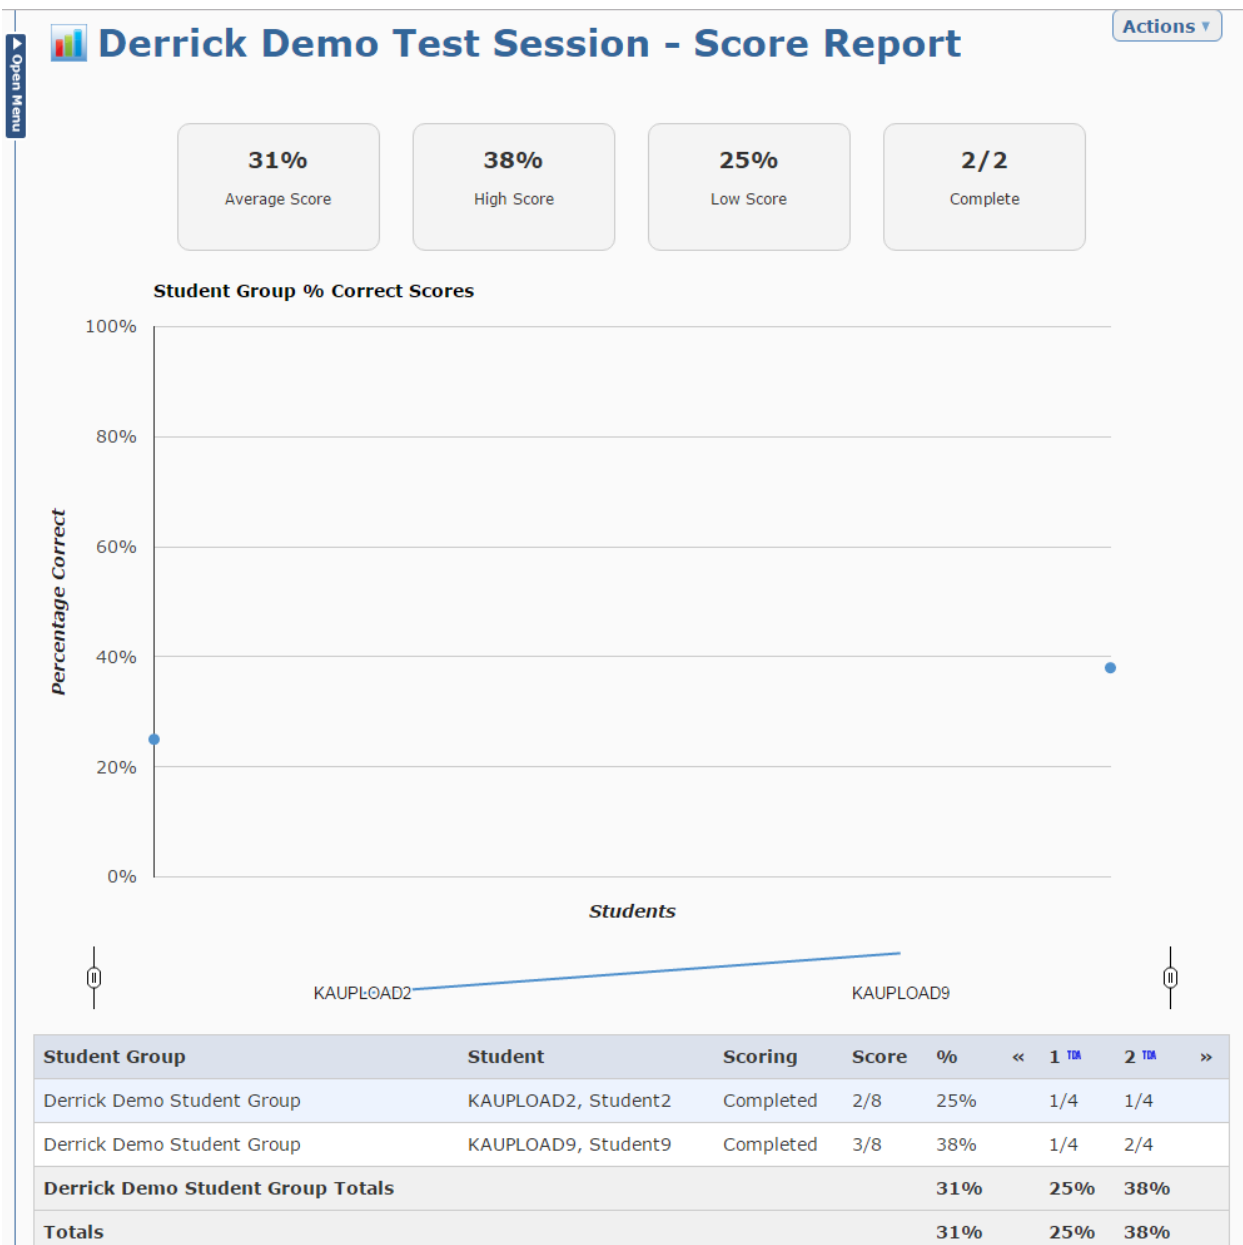 Derrick Demo Test Session - Score Report
Actions ▼
▶ Open Menu
31%
Average Score
38%
High Score
25%
Low Score
2/2
Complete
Student Group % Correct Scores
100%
80%
60%
40%
20%
0%
Percentage Correct
Students
KAUPLOAD2
KAUPLOAD9
Student Group Student Scoring Score % « 1 TDA 2 TDA »
Derrick Demo Student Group KAUPLOAD2, Student2 Completed 2/8 25% 1/4 1/4
Derrick Demo Student Group KAUPLOAD9, Student9 Completed 3/8 38% 1/4 2/4
Derrick Demo Student Group Totals 31% 25% 38%
Totals 31% 25% 38%